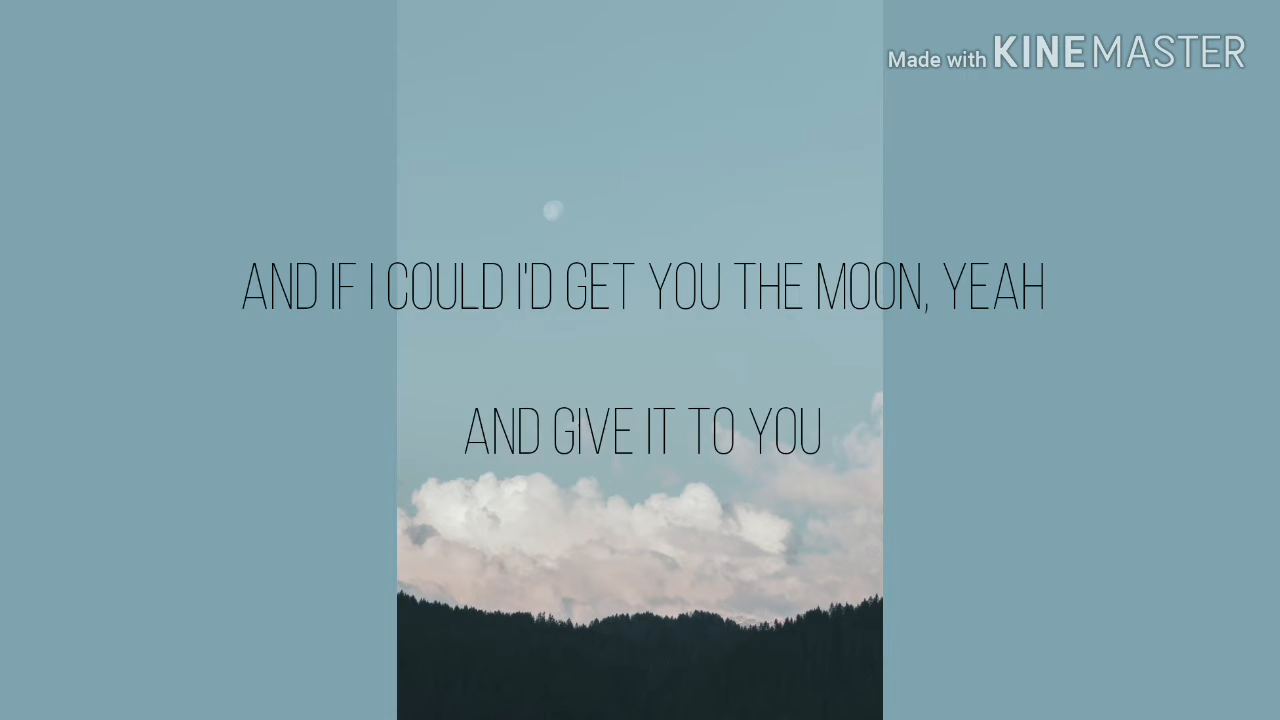 Made with KINEMASTER
AND IF I COULD I'D GET YOU THE MOON, YEAH
AND GIVE IT TO YOU